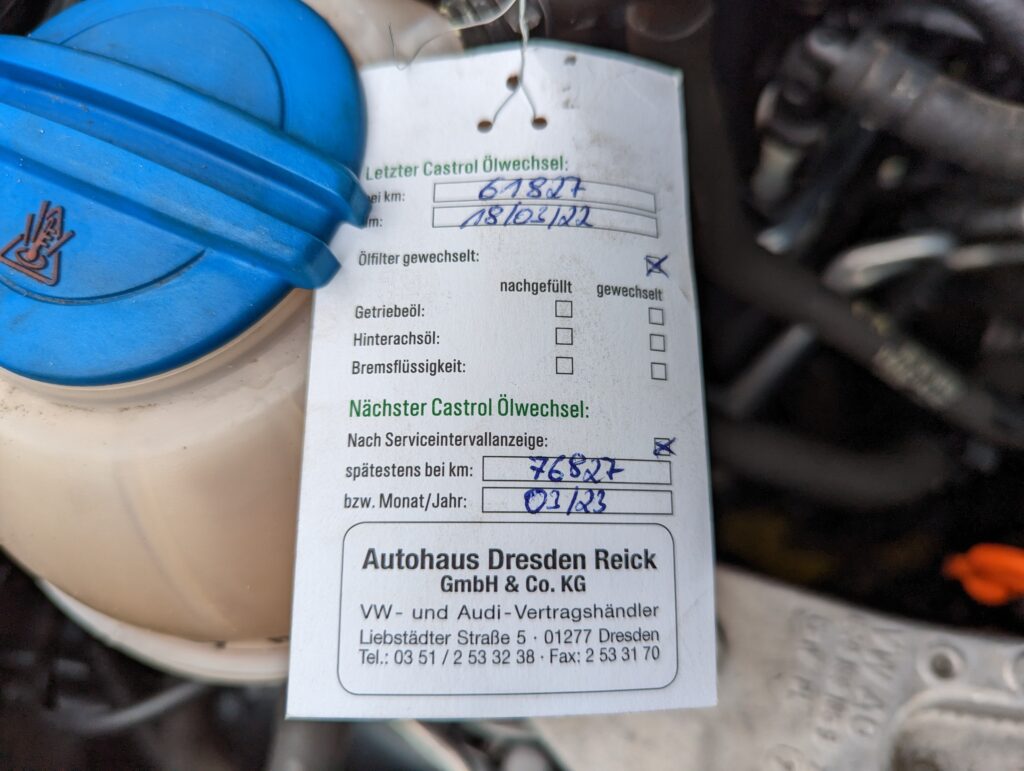 Letzter Castrol Ölwechsel:
bei km: 61827
am: 18/03/22
Ölfilter gewechselt:
nachgefüllt gewechselt
Getriebeöl:
Hinterachsöl:
Bremsflüssigkeit:
Nächster Castrol Ölwechsel:
Nach Serviceintervallanzeige:
spätestens bei km: 76827
bzw. Monat/Jahr: 03/23
Autohaus Dresden Reick
GmbH & Co. KG
VW- und Audi-Vertragshändler
Liebstädter Straße 5 · 01277 Dresden
Tel.: 03 51 / 2 53 32 38 · Fax: 2 53 31 70